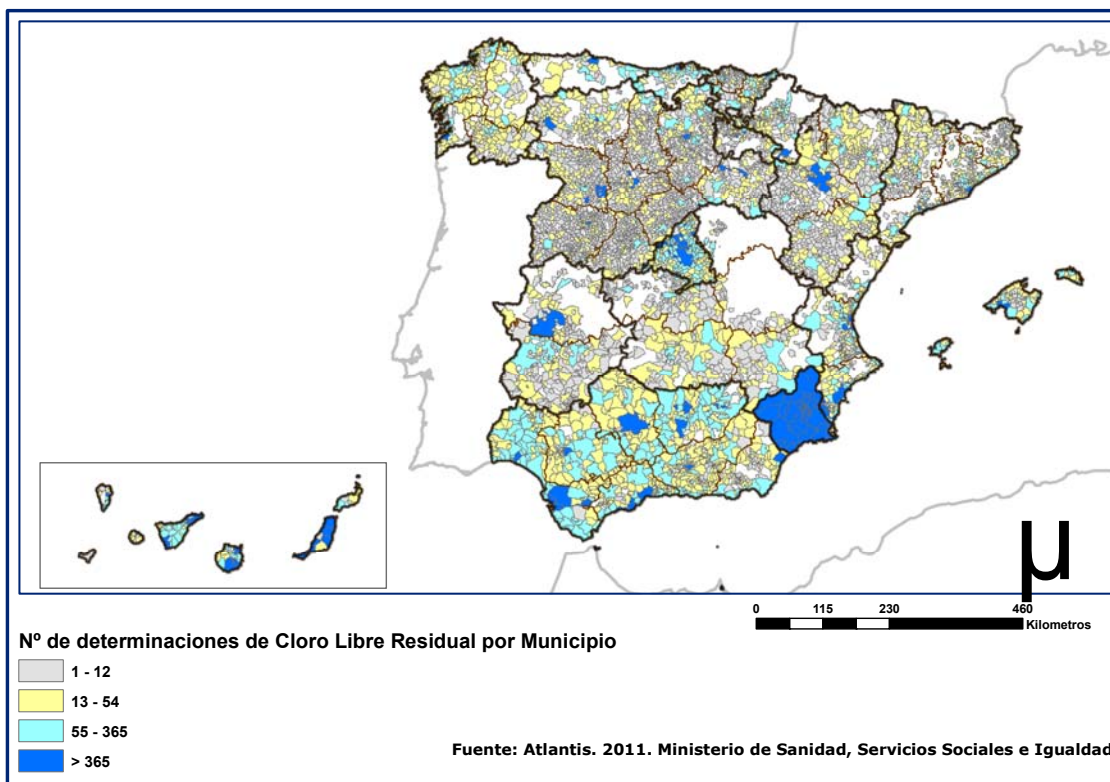 µ
0 115 230 460
Kilometros
Nº de determinaciones de Cloro Libre Residual por Municipio
1 - 12
13 - 54
55 - 365
> 365
Fuente: Atlantis. 2011. Ministerio de Sanidad, Servicios Sociales e Igualdad